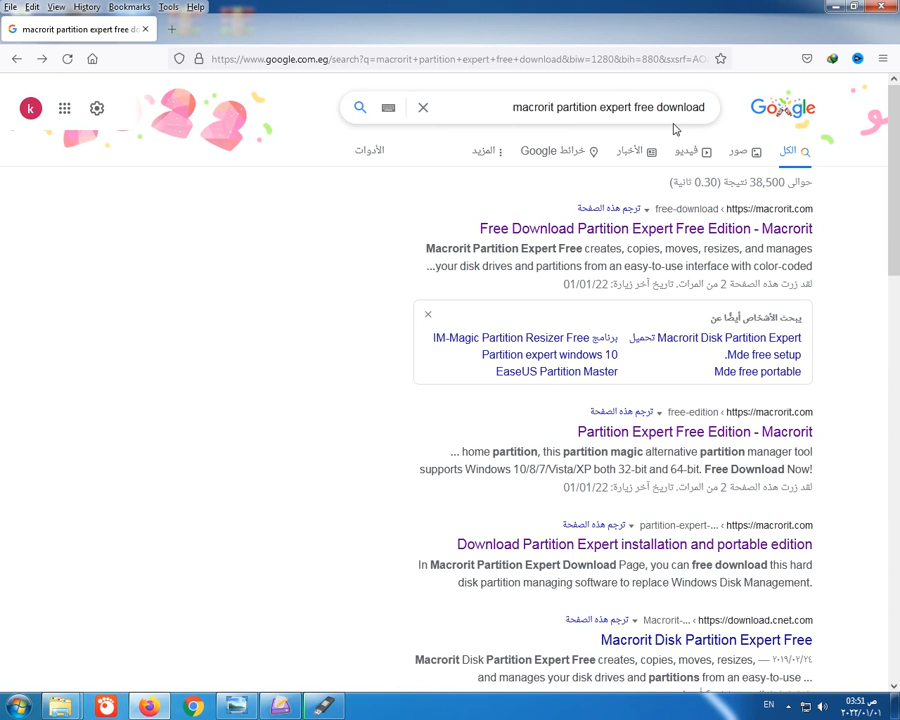 File Edit View History Bookmarks Tools Help
macrorit partition expert free do
https://www.google.com.eg/search?q=macrorit+partition+expert+free+download&biw=1280&bih=880&sxsrf=AO
k
macrorit partition expert free download
Google
الكل صور فيديو الأخبار خرائط Google المزيد الأدوات
حوالى 38,500 نتيجة (0.30 ثانية)
https://macrorit.com › free-download ترجم هذه الصفحة
Free Download Partition Expert Free Edition - Macrorit
Macrorit Partition Expert Free creates, copies, moves, resizes, and manages
your disk drives and partitions from an easy-to-use interface with color-coded...
لقد زرت هذه الصفحة 2 من المرات. تاريخ آخر زيارة: 01/01/22
يبحث الأشخاص أيضًا عن
تحميل Macrorit Disk Partition Expert
برنامج IM-Magic Partition Resizer Free
Mde free setup.
Partition expert windows 10
Mde free portable
EaseUS Partition Master
https://macrorit.com › free-edition ترجم هذه الصفحة
Partition Expert Free Edition - Macrorit
... home partition, this partition magic alternative partition manager tool
supports Windows 10/8/7/Vista/XP both 32-bit and 64-bit. Free Download Now!
لقد زرت هذه الصفحة 2 من المرات. تاريخ آخر زيارة: 01/01/22
https://macrorit.com › partition-expert-... ترجم هذه الصفحة
Download Partition Expert installation and portable edition
In Macrorit Partition Expert Download Page, you can free download this hard
disk partition managing software to replace Windows Disk Management.
https://download.cnet.com › Macrorit-... ترجم هذه الصفحة
Macrorit Disk Partition Expert Free
٢٤‏/٠٢‏/٢٠١٩ — Macrorit Disk Partition Expert Free creates, copies, moves, resizes,
and manages your disk drives and partitions from an easy-to-use...
EN
03:51 ص